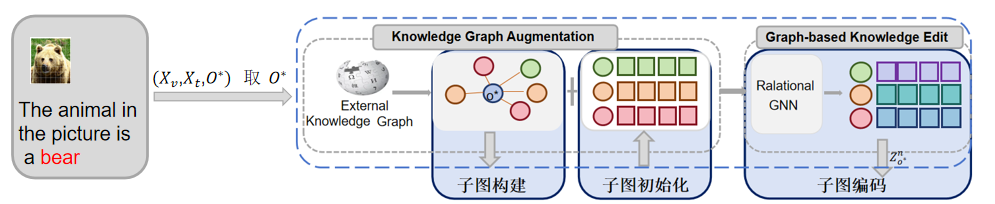 The animal in
the picture is
a bear
(X_v,X_t,O*) 取 O*
Knowledge Graph Augmentation
External
Knowledge Graph
O*
子图构建
子图初始化
Graph-based Knowledge Edit
Ralational
GNN
Z^n_{o*}
子图编码